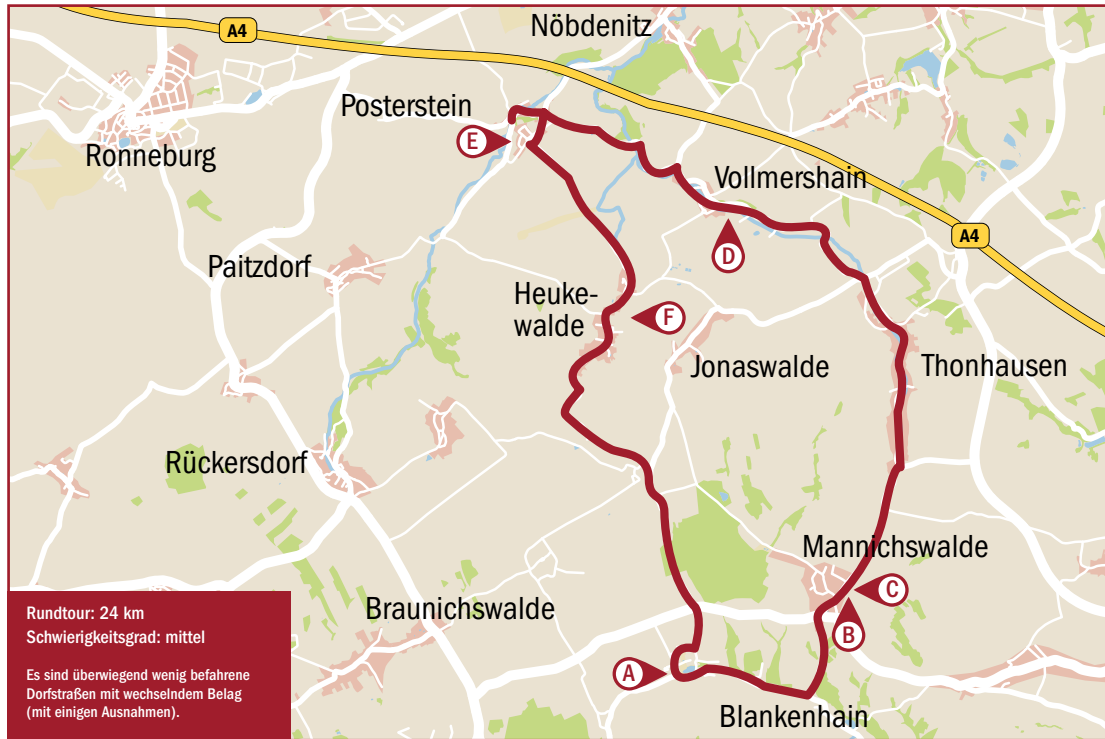 Nöbdenitz
A4
Posterstein
E
Ronneburg
Vollmershain
A4
D
Paitzdorf
Heuke-
walde
F
Jonaswalde
Thonhausen
Rückersdorf
Mannichswalde
C
Braunichswalde
B
A
Blankenhain
Rundtour: 24 km
Schwierigkeitsgrad: mittel
Es sind überwiegend wenig befahrene
Dorfstraßen mit wechselndem Belag
(mit einigen Ausnahmen).